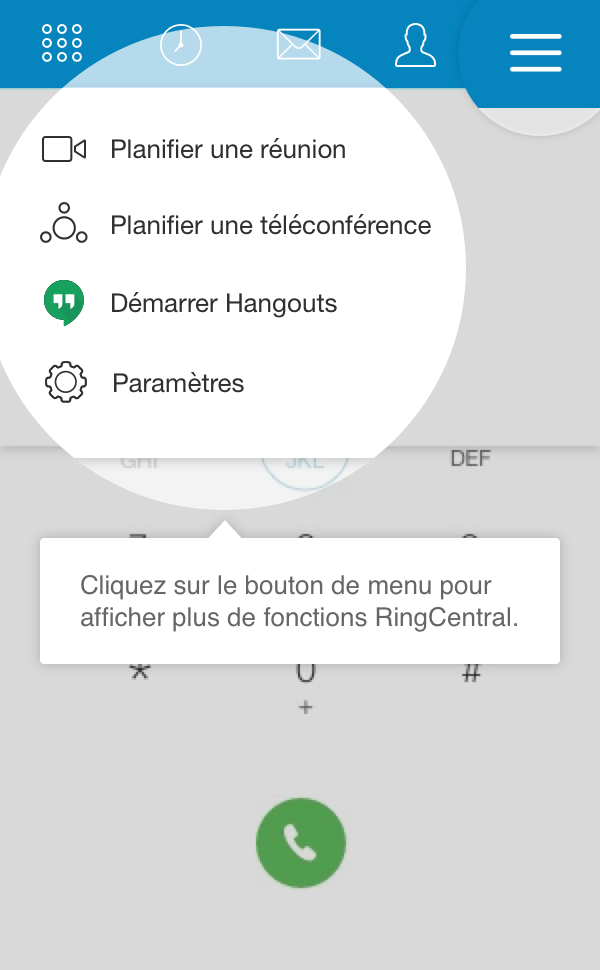 Planifier une réunion
Planifier une téléconférence
Démarrer Hangouts
Paramètres
GHI JKL DEF
Cliquez sur le bouton de menu pour
afficher plus de fonctions RingCentral.
* 0 #
+